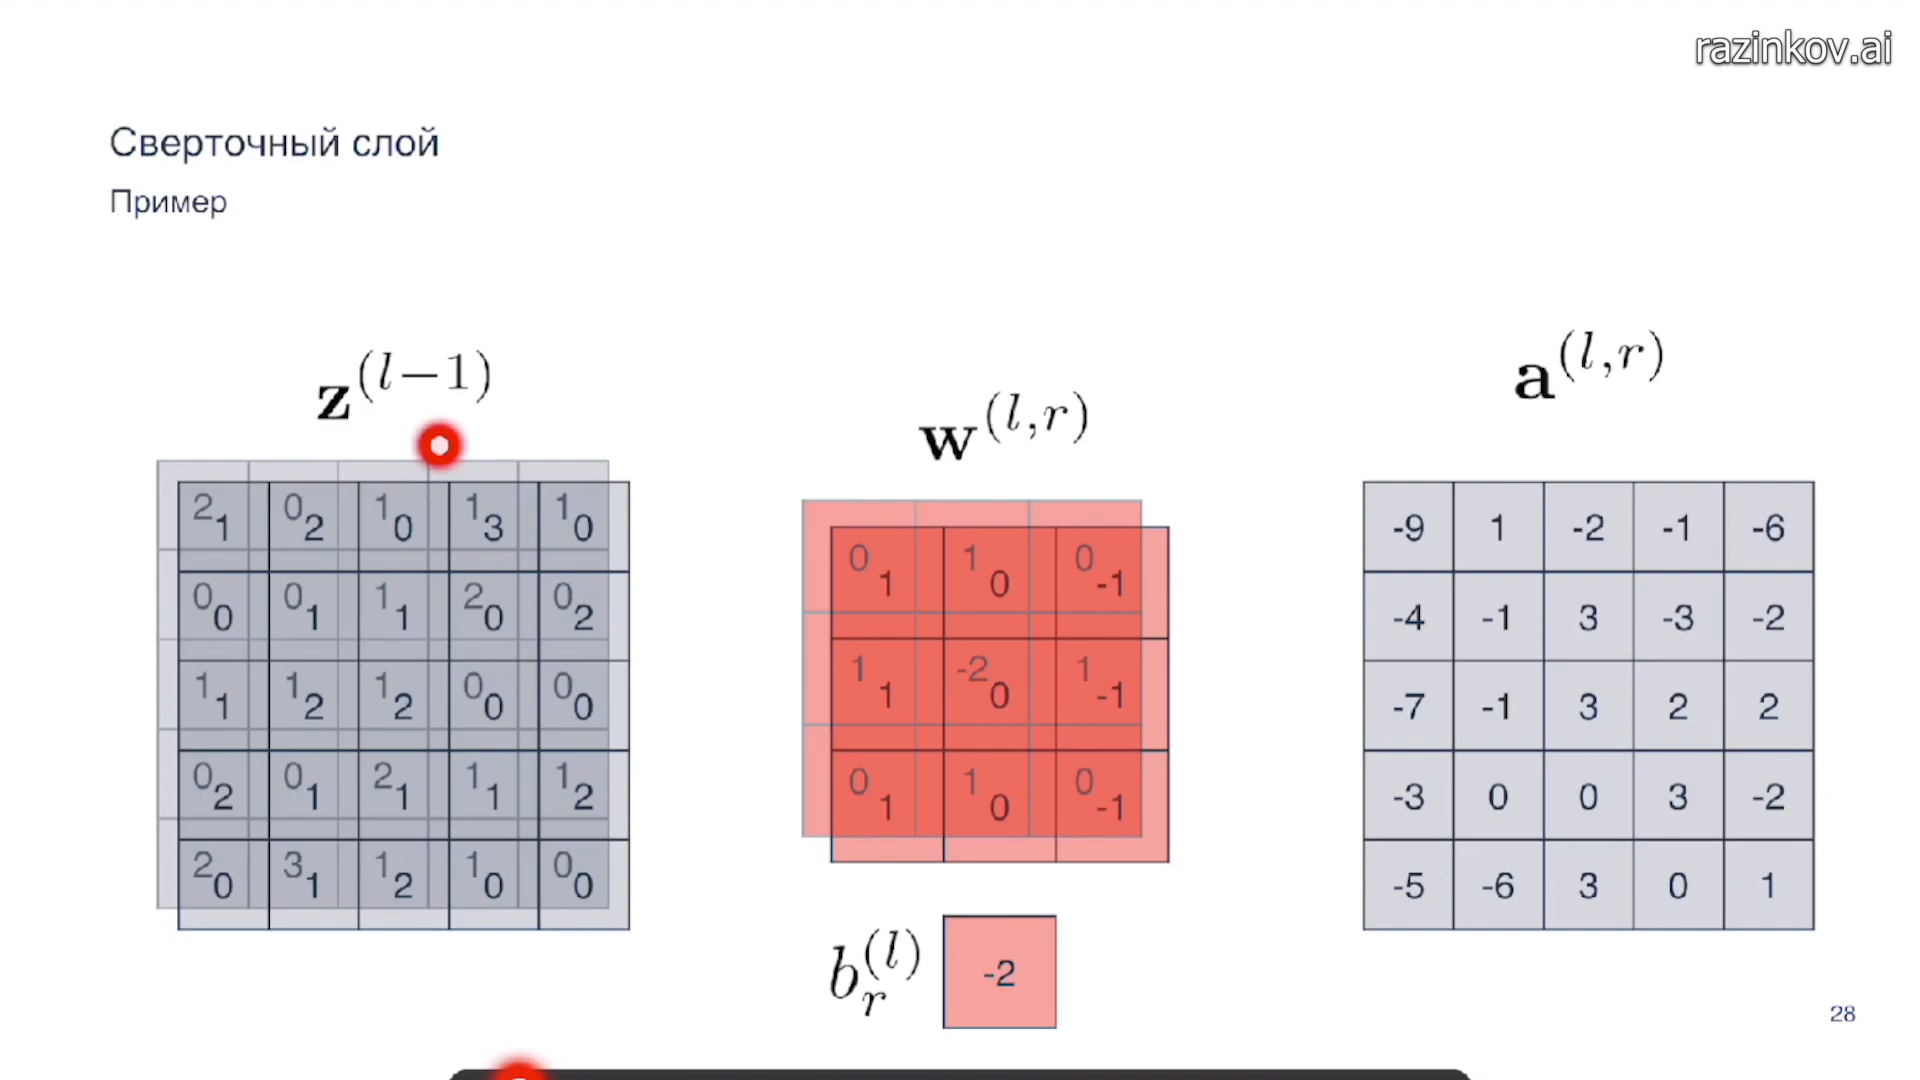 razinkov.ai
Сверточный слой
Пример
z^(l−1)
w^(l,r)
a^(l,r)
2 1 0 2 1 0 1 3 1 0
0 0 0 1 1 1 2 0 0 2
1 1 1 2 1 2 0 0 0 0
0 2 0 1 2 1 1 1 1 2
2 0 3 1 1 2 1 0 0 0
0 1 1 0 0 -1
1 1 -2 0 1 -1
0 1 1 0 0 -1
b_r^(l) -2
-9 1 -2 -1 -6
-4 -1 3 -3 -2
-7 -1 3 2 2
-3 0 0 3 -2
-5 -6 3 0 1
28